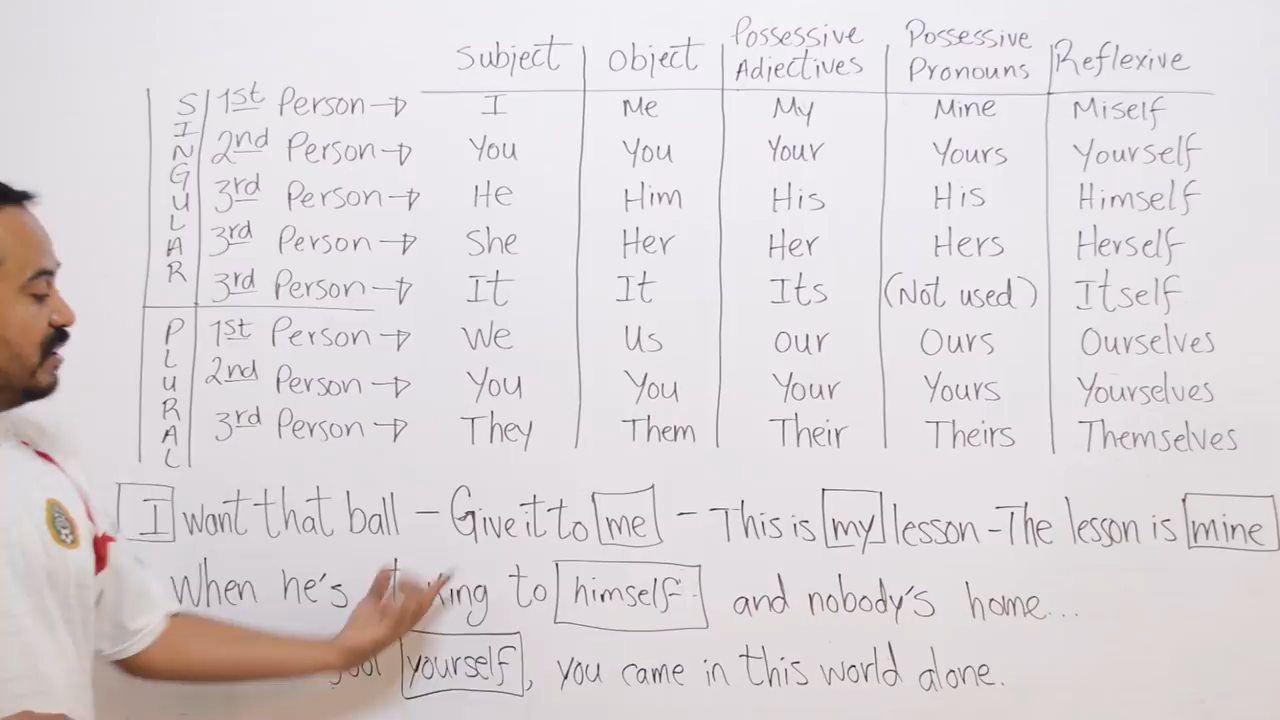 Subject Object Possessive Adjectives Possessive Pronouns Reflexive
SINGULAR
1st Person I Me My Mine Miself
2nd Person You You Your Yours Yourself
3rd Person He Him His His Himself
3rd Person She Her Her Hers Herself
3rd Person It It Its (Not used) Itself
PLURAL
1st Person We Us Our Ours Ourselves
2nd Person You You Your Yours Yourselves
3rd Person They Them Their Theirs Themselves
I want that ball - Give it to me - This is my lesson - The lesson is mine
When he's to himself and nobody's home...
yourself, you came in this world alone.